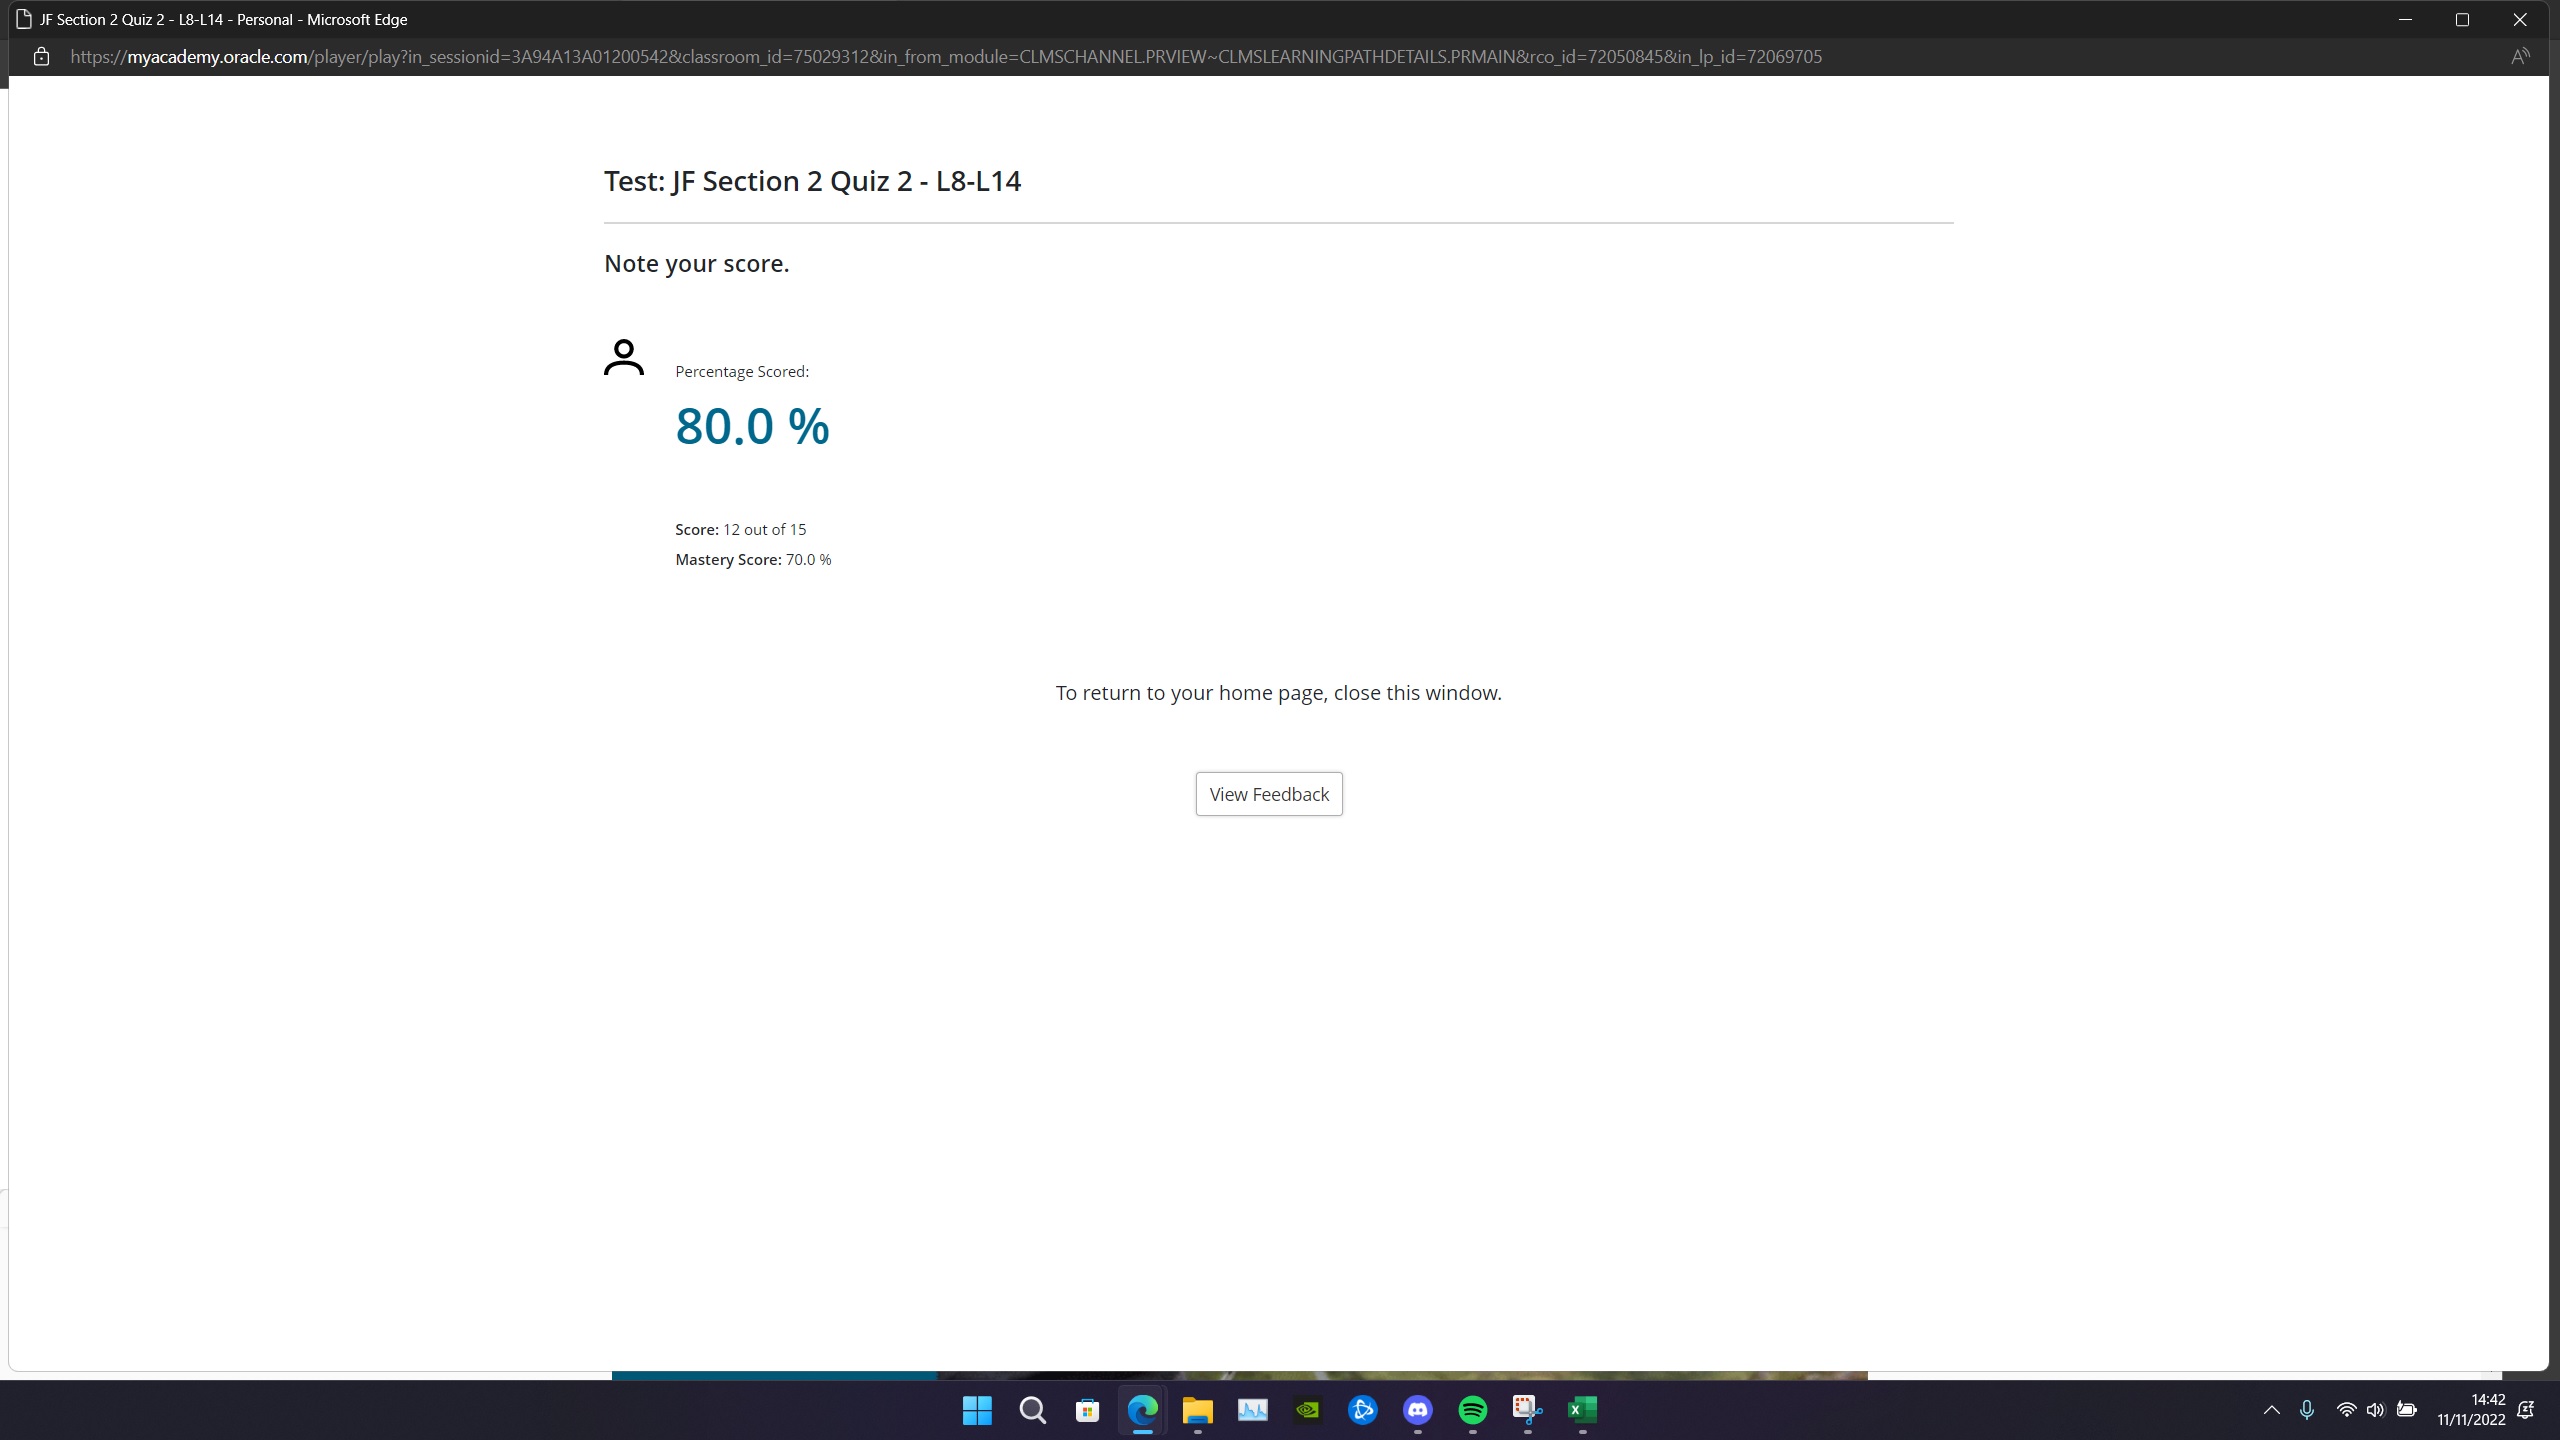 JF Section 2 Quiz 2 - L8-L14 - Personal - Microsoft Edge
https://myacademy.oracle.com/player/play?in_sessionid=3A94A13A01200542&classroom_id=75029312&in_from_module=CLMSCHANNEL.PRVIEW~CLMSLEARNINGPATHDETAILS.PRMAIN&rco_id=72050845&in_lp_id=72069705
Test: JF Section 2 Quiz 2 - L8-L14
Note your score.
Percentage Scored:
80.0 %
Score: 12 out of 15
Mastery Score: 70.0 %
To return to your home page, close this window.
View Feedback
14:42
11/11/2022